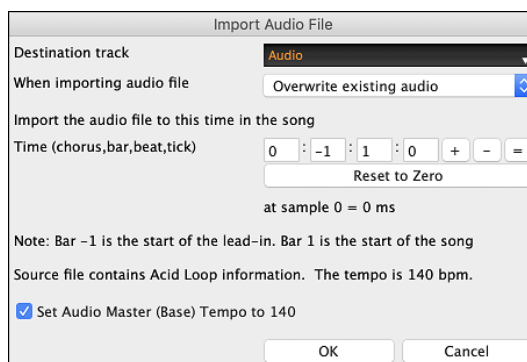 Import Audio File
Destination track Audio
When importing audio file Overwrite existing audio
Import the audio file to this time in the song
Time (chorus,bar,beat,tick) 0 : -1 : 1 : 0 + - =
Reset to Zero
at sample 0 = 0 ms
Note: Bar -1 is the start of the lead-in. Bar 1 is the start of the song
Source file contains Acid Loop information. The tempo is 140 bpm.
Set Audio Master (Base) Tempo to 140
OK Cancel